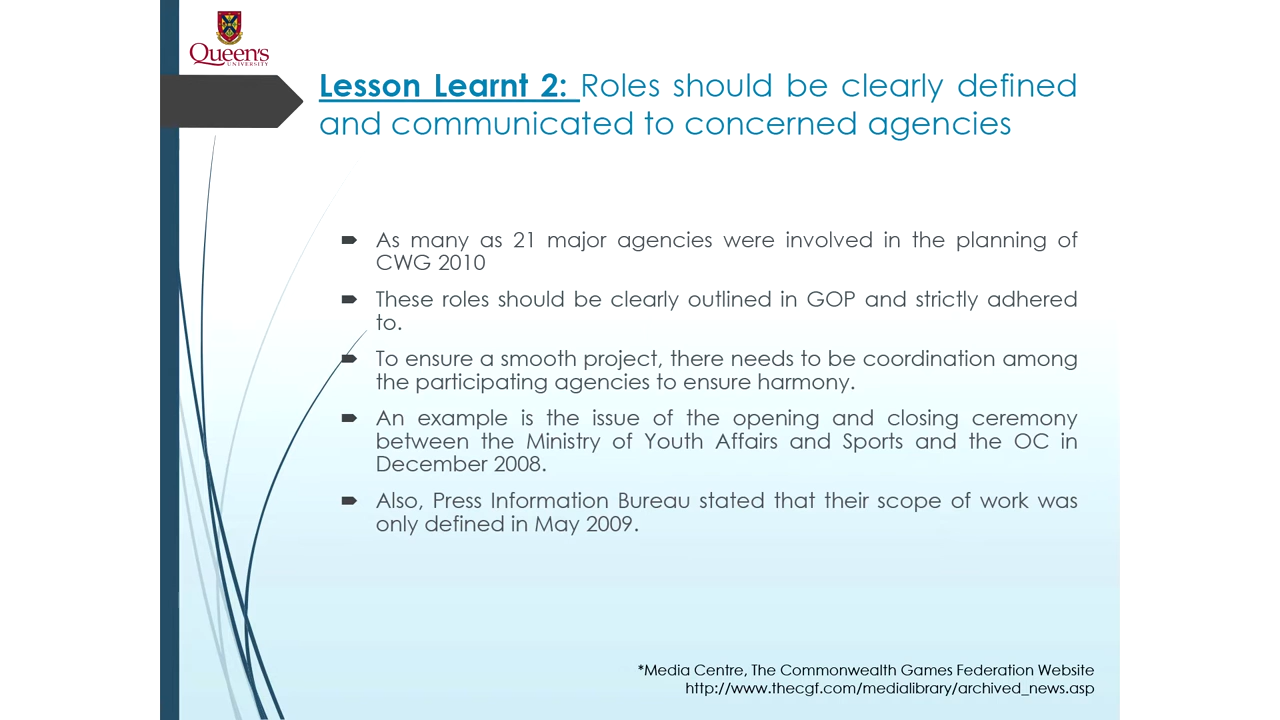 Queen's
UNIVERSITY
Lesson Learnt 2: Roles should be clearly defined
and communicated to concerned agencies
As many as 21 major agencies were involved in the planning of
CWG 2010
These roles should be clearly outlined in GOP and strictly adhered
to.
To ensure a smooth project, there needs to be coordination among
the participating agencies to ensure harmony.
An example is the issue of the opening and closing ceremony
between the Ministry of Youth Affairs and Sports and the OC in
December 2008.
Also, Press Information Bureau stated that their scope of work was
only defined in May 2009.
*Media Centre, The Commonwealth Games Federation Website
http://www.thecgf.com/medialibrary/archived_news.asp